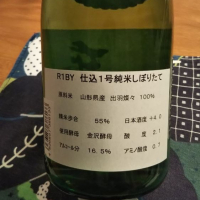 R1BY 仕込1号純米しぼりたて
原料米 山形県産 出羽燦々 100%
精米歩合 55% 日本酒度 +4.0
使用酵母 金沢酵母 酸度 2.1
アルコール分 16.5% アミノ酸度 0.7